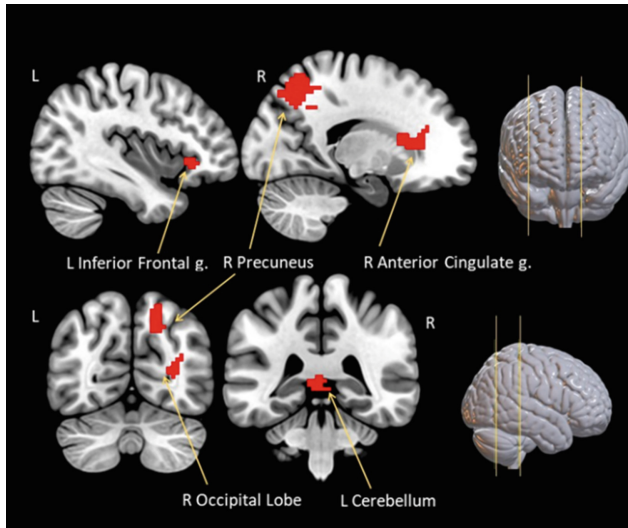 L
R
L Inferior Frontal g.
R Precuneus
R Anterior Cingulate g.
L
R
R Occipital Lobe
L Cerebellum